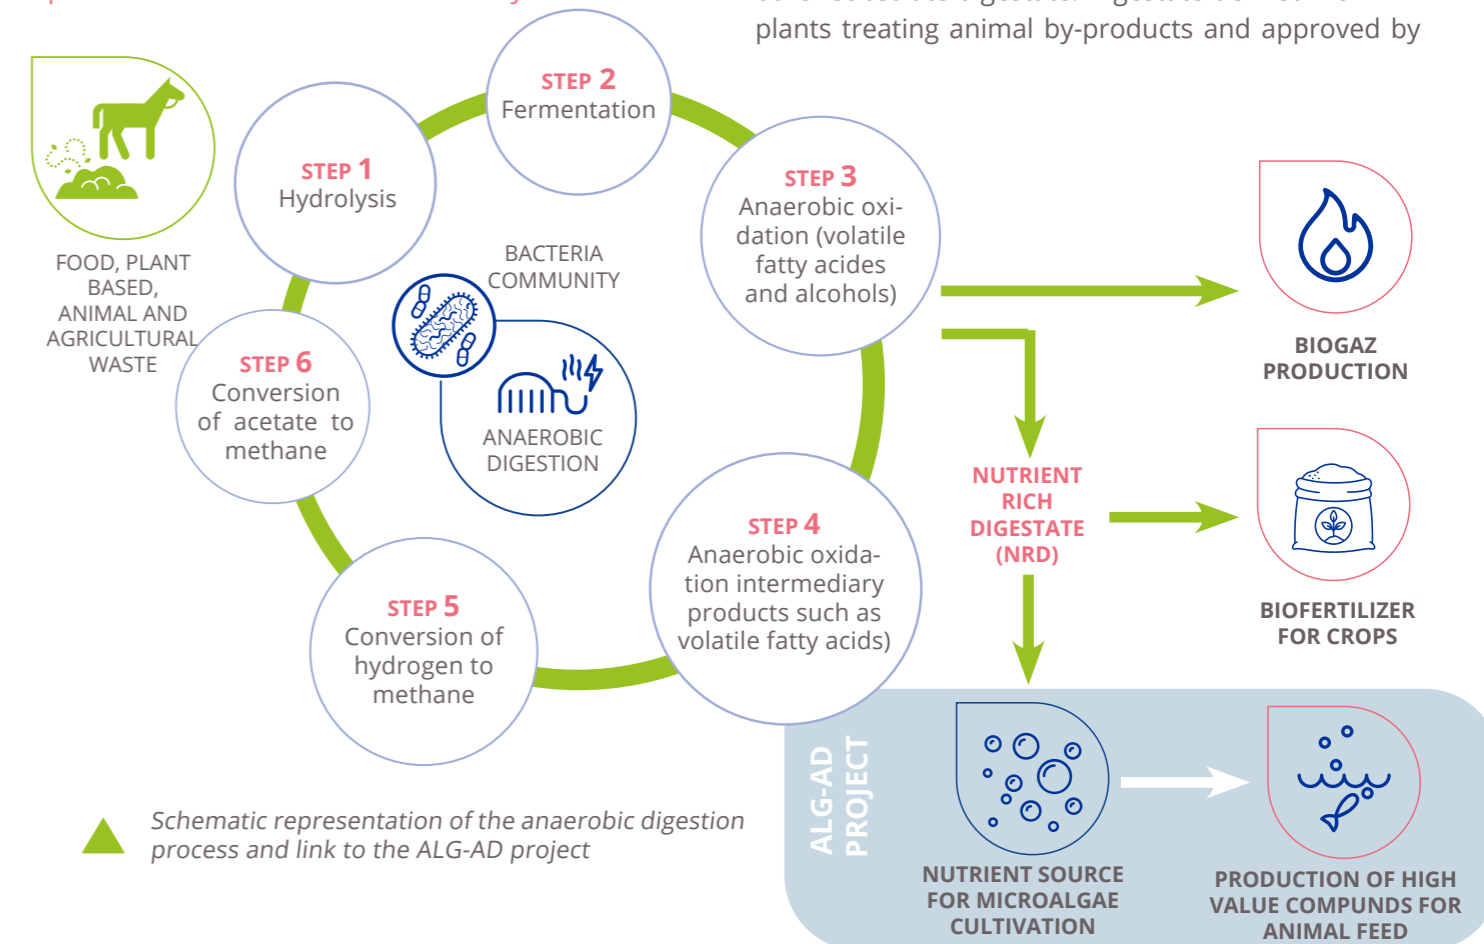 plants treating animal by-products and approved by
STEP 1
Hydrolysis
STEP 2
Fermentation
STEP 3
Anaerobic oxi-
dation (volatile
fatty acides
and alcohols)
FOOD, PLANT
BASED,
ANIMAL AND
AGRICULTURAL
WASTE
BACTERIA
COMMUNITY
ANAEROBIC
DIGESTION
STEP 6
Conversion
of acetate to
methane
STEP 5
Conversion of
hydrogen to
methane
STEP 4
Anaerobic oxida-
tion intermediary
products such as
volatile fatty acids)
BIOGAZ
PRODUCTION
NUTRIENT
RICH
DIGESTATE
(NRD)
BIOFERTILIZER
FOR CROPS
ALG-AD
PROJECT
NUTRIENT SOURCE
FOR MICROALGAE
CULTIVATION
PRODUCTION OF HIGH
VALUE COMPUNDS FOR
ANIMAL FEED
Schematic representation of the anaerobic digestion
process and link to the ALG-AD project